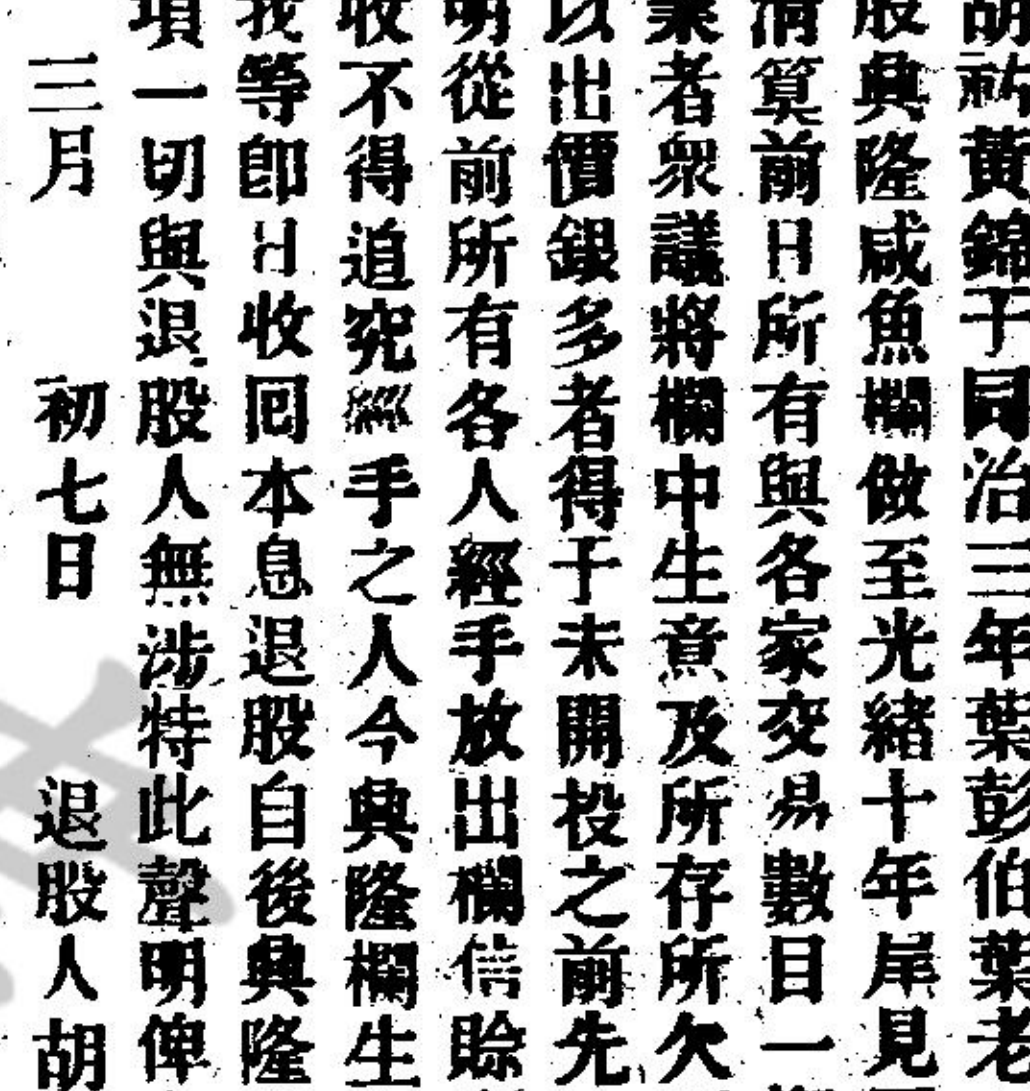 胡祐黃錦于同治三年葉彭伯葉老
股興隆咸魚欄做至光緒十年岸見
清算前日所有與各家交易數目一
業者眾議將欄中生意及所存所欠
以出價銀多者得于未開投之前先
明從前所有各人經手放出欄信賒
收不得追究經手之人今興隆欄生
我等即日收回本息退股自後興隆
項一切與退股人無涉特此聲明俾
三月　初七日　退股人胡